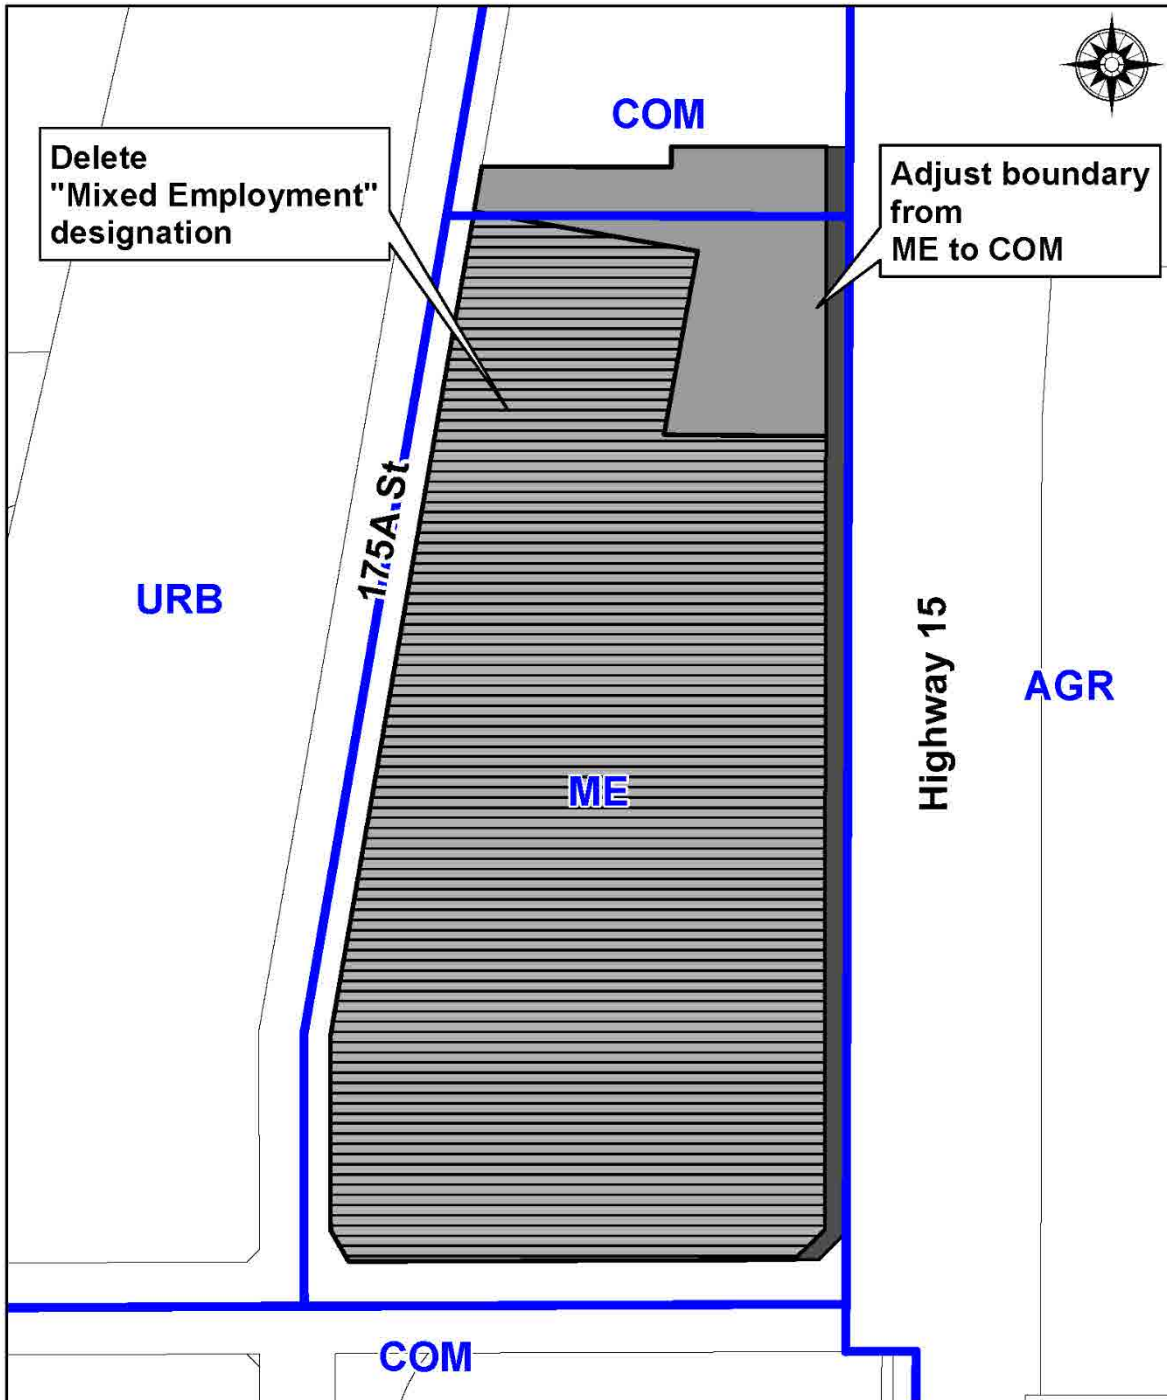 COM
Delete
"Mixed Employment"
designation
Adjust boundary
from
ME to COM
175A St
URB
Highway 15
AGR
ME
COM